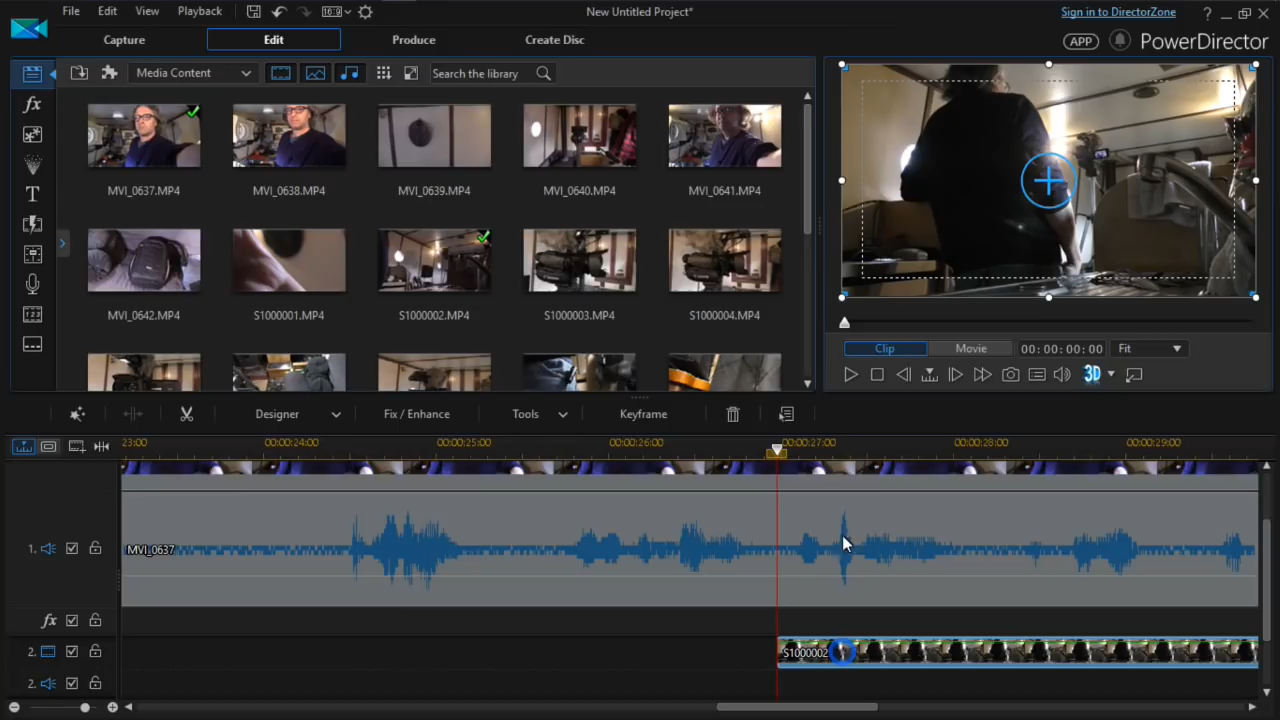 File Edit View Playback 16:9 New Untitled Project* Sign in to DirectorZone ?
Capture Edit Produce Create Disc APP PowerDirector
Media Content Search the library
fx
T
MVI_0637.MP4 MVI_0638.MP4 MVI_0639.MP4 MVI_0640.MP4 MVI_0641.MP4
MVI_0642.MP4 S1000001.MP4 S1000002.MP4 S1000003.MP4 S1000004.MP4
Clip Movie 00:00:00:00 Fit
3D
Designer Fix / Enhance Tools Keyframe
23:00 00:00:24:00 00:00:25:00 00:00:26:00 00:00:27:00 00:00:28:00 00:00:29:00
1. MVI_0637
fx
2. S1000002
2.